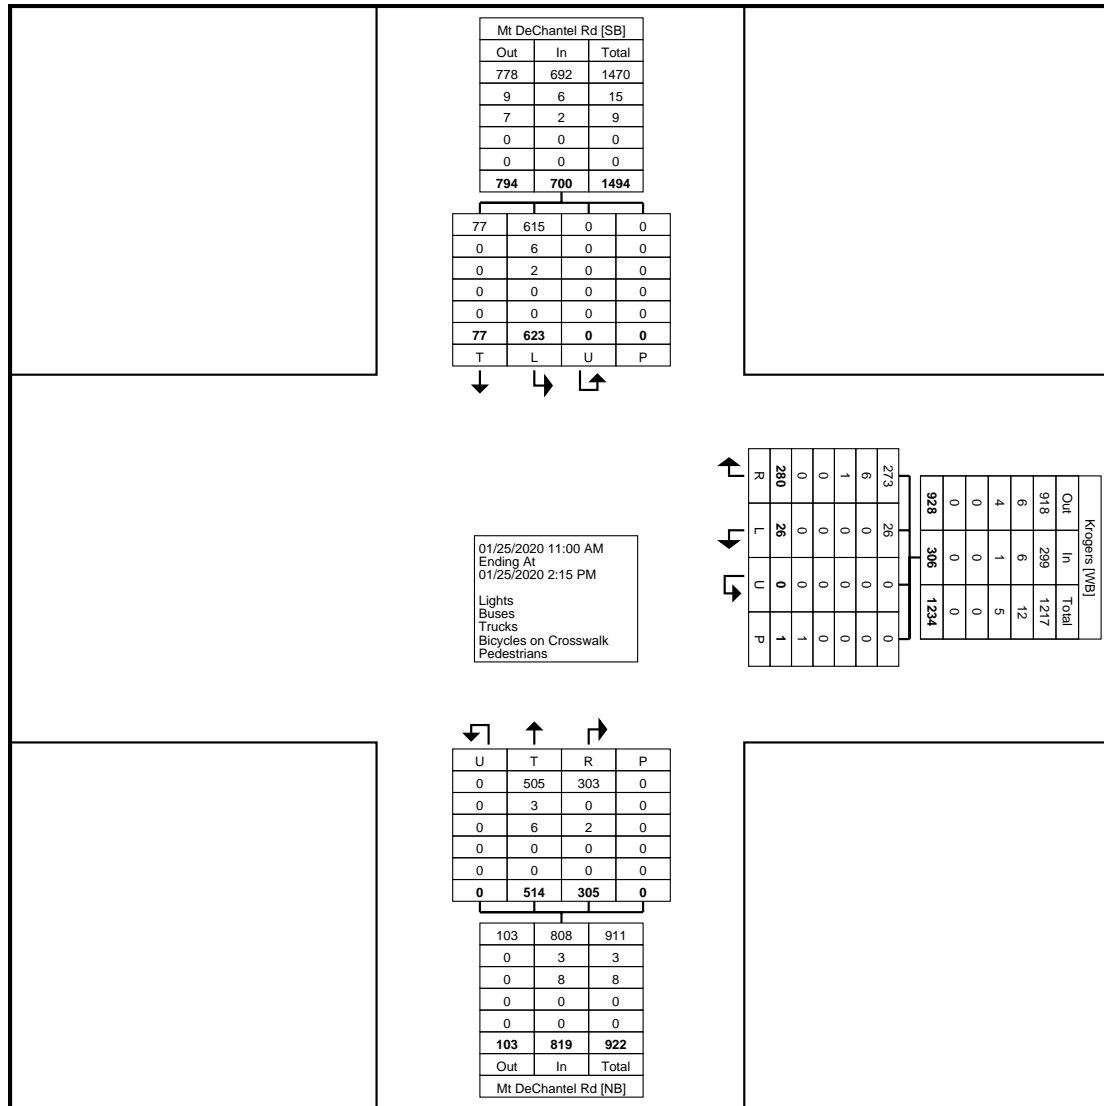 Mt DeChantel Rd [SB]
Out In Total
778 692 1470
9 6 15
7 2 9
0 0 0
0 0 0
794 700 1494
77 615 0 0
0 6 0 0
0 2 0 0
0 0 0 0
0 0 0 0
77 623 0 0
T L U P
Krogers [WB]
Out In Total
918 299 1217
6 6 12
4 1 5
0 0 0
0 0 0
928 306 1234
273 26 0 0
6 0 0 0
1 0 0 0
0 0 0 0
0 0 0 1
280 26 0 1
R L U P
01/25/2020 11:00 AM
Ending At
01/25/2020 2:15 PM
Lights
Buses
Trucks
Bicycles on Crosswalk
Pedestrians
U T R P
0 505 303 0
0 3 0 0
0 6 2 0
0 0 0 0
0 0 0 0
0 514 305 0
103 808 911
0 3 3
0 8 8
0 0 0
0 0 0
103 819 922
Out In Total
Mt DeChantel Rd [NB]